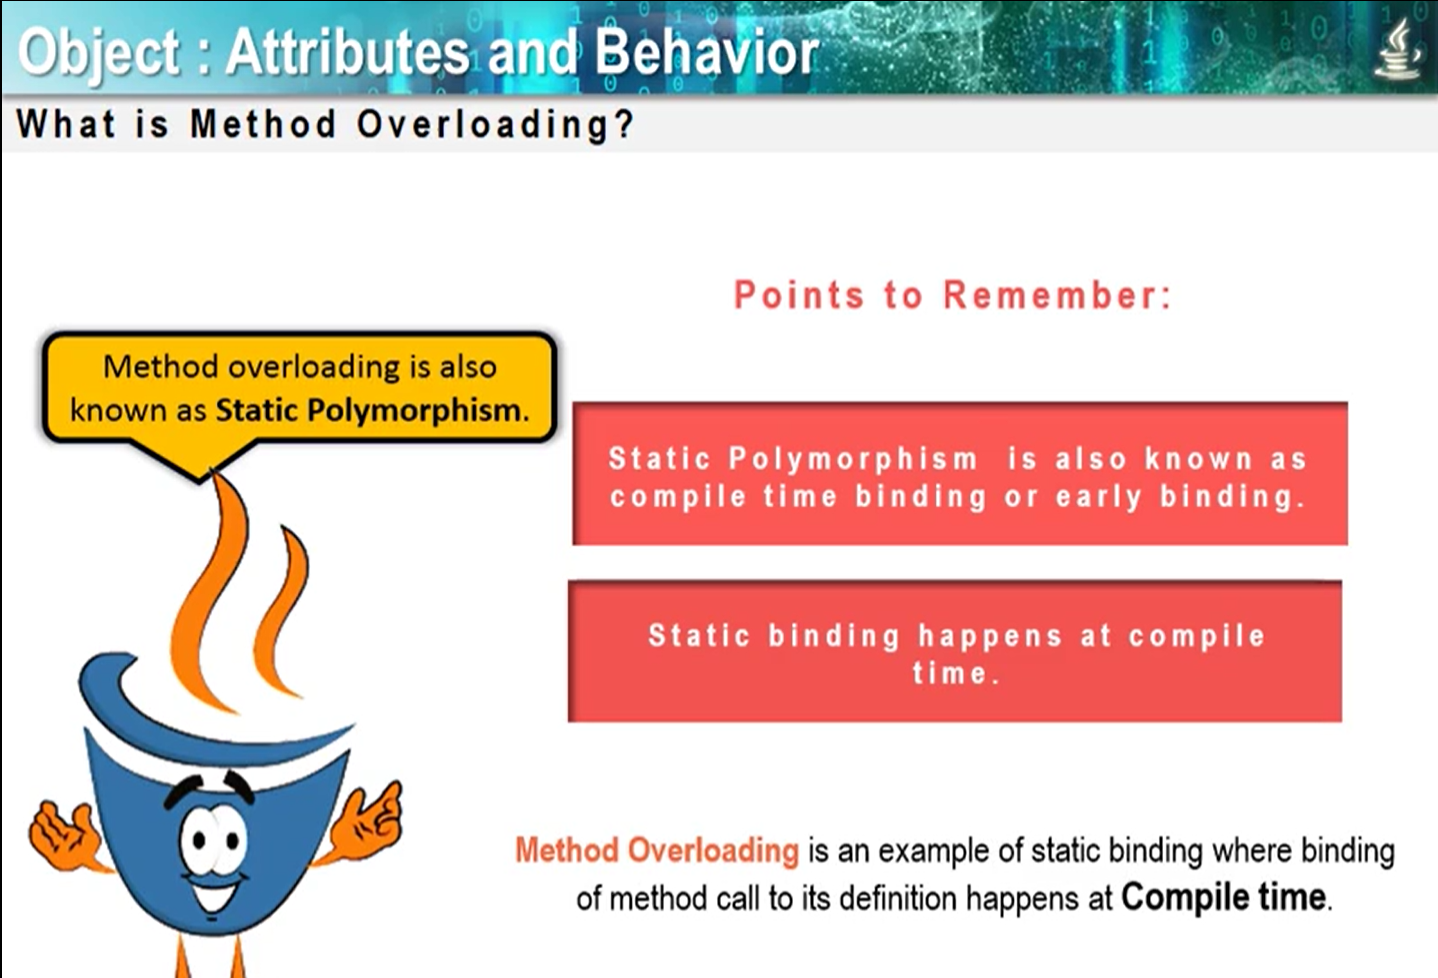 Object : Attributes and Behavior
What is Method Overloading?
Points to Remember:
Method overloading is also
known as Static Polymorphism.
Static Polymorphism is also known as
compile time binding or early binding.
Static binding happens at compile
time.
Method Overloading is an example of static binding where binding
of method call to its definition happens at Compile time.